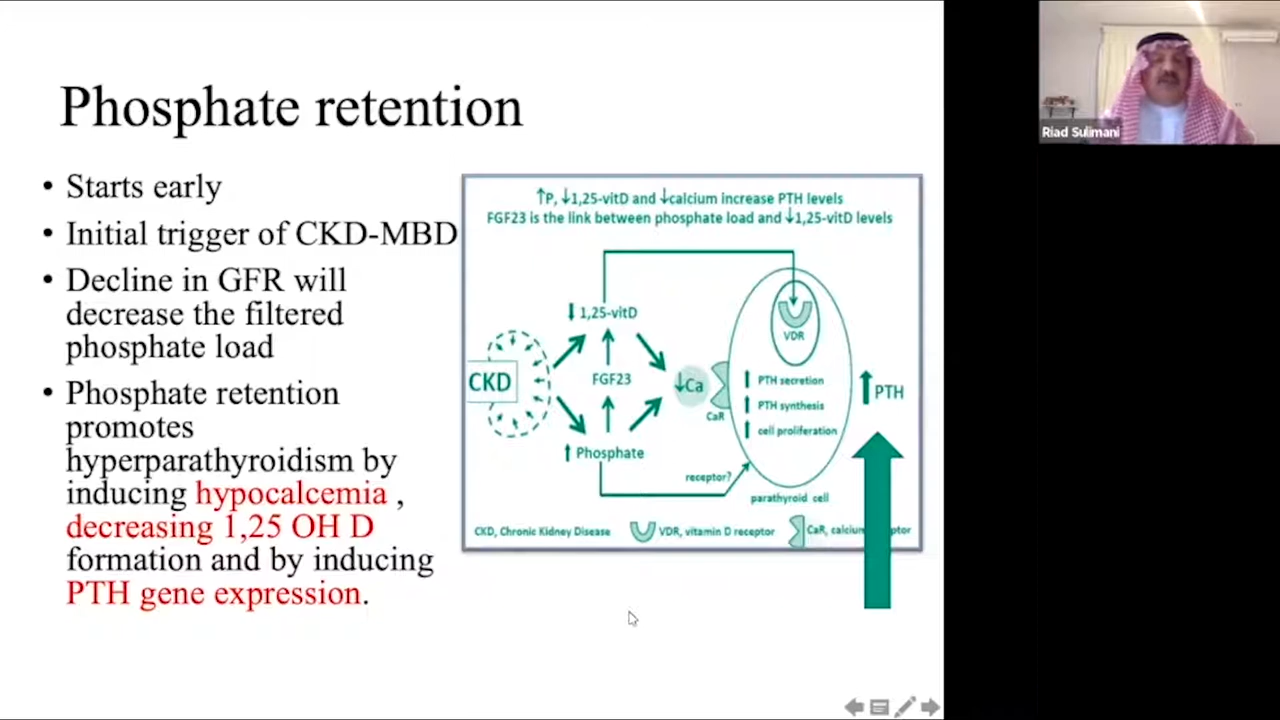 Phosphate retention
• Starts early
• Initial trigger of CKD-MBD
• Decline in GFR will
decrease the filtered
phosphate load
• Phosphate retention
promotes
hyperparathyroidism by
inducing hypocalcemia ,
decreasing 1,25 OH D
formation and by inducing
PTH gene expression.
↑P, ↓1,25-vitD and ↓calcium increase PTH levels
FGF23 is the link between phosphate load and ↓1,25-vitD levels
↓ 1,25-vitD
VDR
CKD
FGF23
↓Ca
CaR
↑ PTH secretion
↑ PTH synthesis
↑ cell proliferation
↑ PTH
↑ Phosphate
receptor?
parathyroid cell
CKD, Chronic Kidney Disease
VDR, vitamin D receptor
CaR, calcium
Riad Sulimani